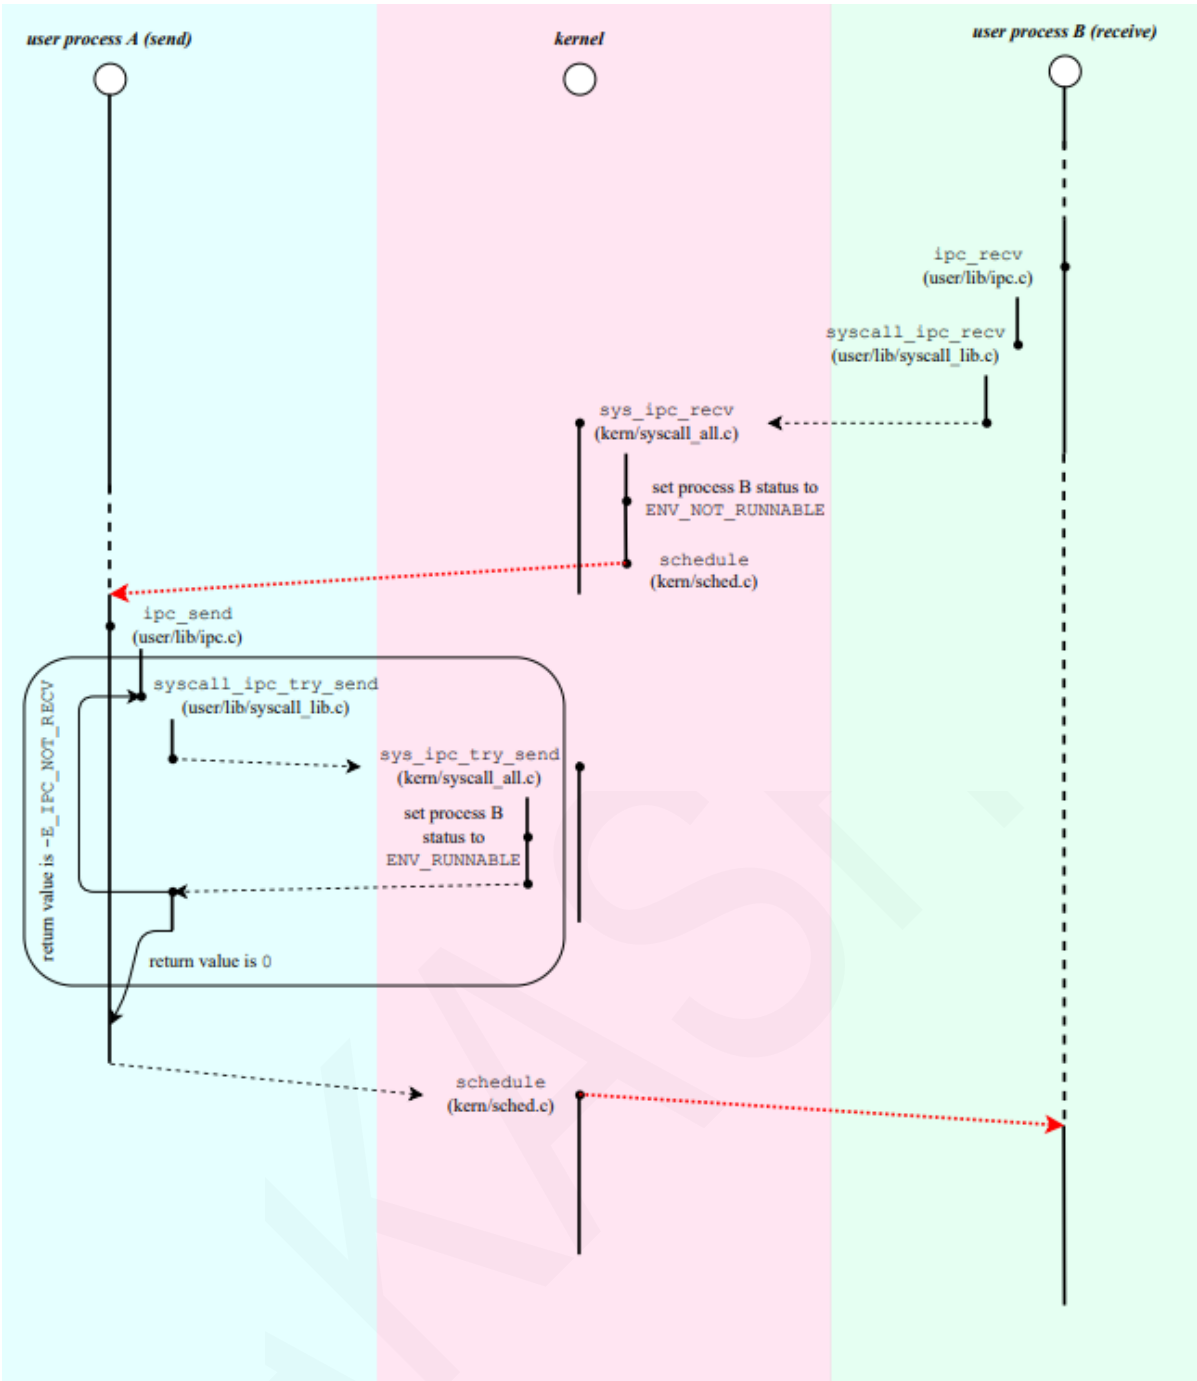 user process A (send)
kernel
user process B (receive)
ipc_recv
(user/lib/ipc.c)
syscall_ipc_recv
(user/lib/syscall_lib.c)
sys_ipc_recv
(kern/syscall_all.c)
set process B status to
ENV_NOT_RUNNABLE
schedule
(kern/sched.c)
ipc_send
(user/lib/ipc.c)
return value is -E_IPC_NOT_RECV
syscall_ipc_try_send
(user/lib/syscall_lib.c)
sys_ipc_try_send
(kern/syscall_all.c)
set process B
status to
ENV_RUNNABLE
return value is 0
schedule
(kern/sched.c)